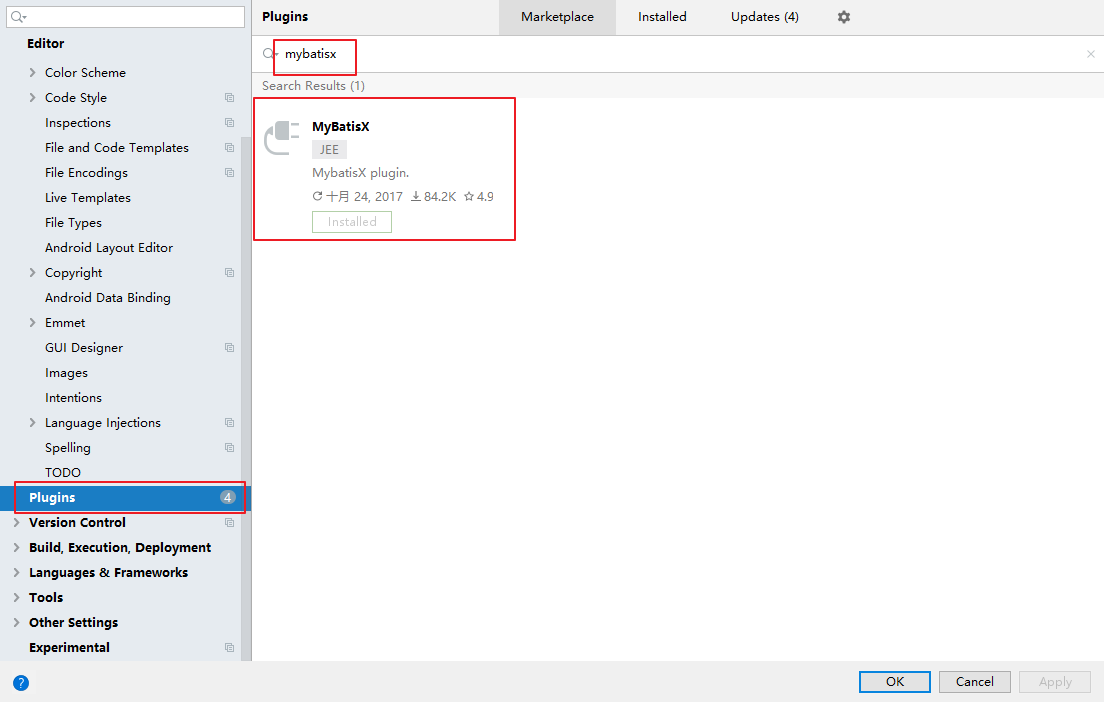 Editor
Color Scheme
Code Style
Inspections
File and Code Templates
File Encodings
Live Templates
File Types
Android Layout Editor
Copyright
Android Data Binding
Emmet
GUI Designer
Images
Intentions
Language Injections
Spelling
TODO
Plugins 4
Version Control
Build, Execution, Deployment
Languages & Frameworks
Tools
Other Settings
Experimental
Plugins Marketplace Installed Updates (4)
mybatisx
Search Results (1)
MyBatisX
JEE
MybatisX plugin.
十月 24, 2017 84.2K 4.9
Installed
? OK Cancel Apply